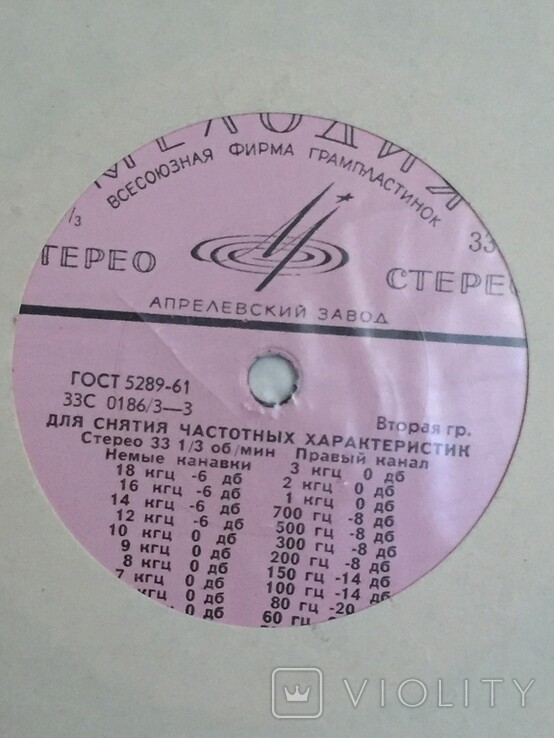 МЕЛОДИЯ
ВСЕСОЮЗНАЯ ФИРМА ГРАМПЛАСТИНОК
/3
33
ТЕРЕО
СТЕРЕО
АПРЕЛЕВСКИЙ ЗАВОД
ГОСТ 5289-61
33С 0186/3—3
Вторая гр.
ДЛЯ СНЯТИЯ ЧАСТОТНЫХ ХАРАКТЕРИСТИК
Стерео 33 1/3 об/мин Правый канал
Немые канавки
18 кгц -6 дб
16 кгц -6 дб
14 кгц -6 дб
12 кгц -6 дб
10 кгц 0 дб
9 кгц 0 дб
8 кгц 0 дб
7 кгц 0 дб
кгц 0 дб
3 кгц 0 дб
2 кгц 0 дб
1 кгц 0 дб
700 гц -8 дб
500 гц -8 дб
300 гц -8 дб
200 гц -8 дб
150 гц -14 дб
100 гц -14 дб
80 гц -20
60 гц
VIOLITY